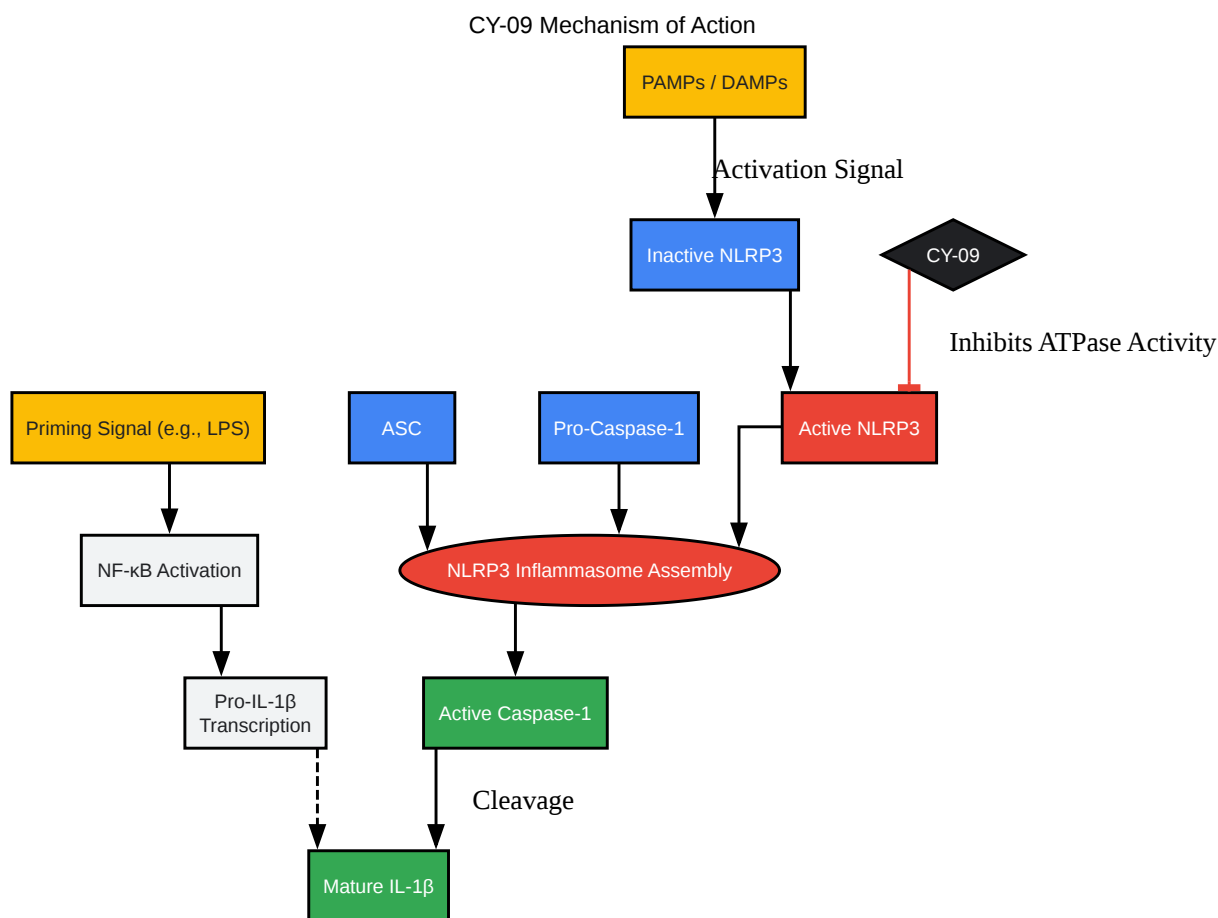 CY-09 Mechanism of Action
PAMPs / DAMPs
Activation Signal
Inactive NLRP3
CY-09
Inhibits ATPase Activity
Priming Signal (e.g., LPS)
ASC
Pro-Caspase-1
Active NLRP3
NF-κB Activation
NLRP3 Inflammasome Assembly
Pro-IL-1β
Transcription
Active Caspase-1
Cleavage
Mature IL-1β